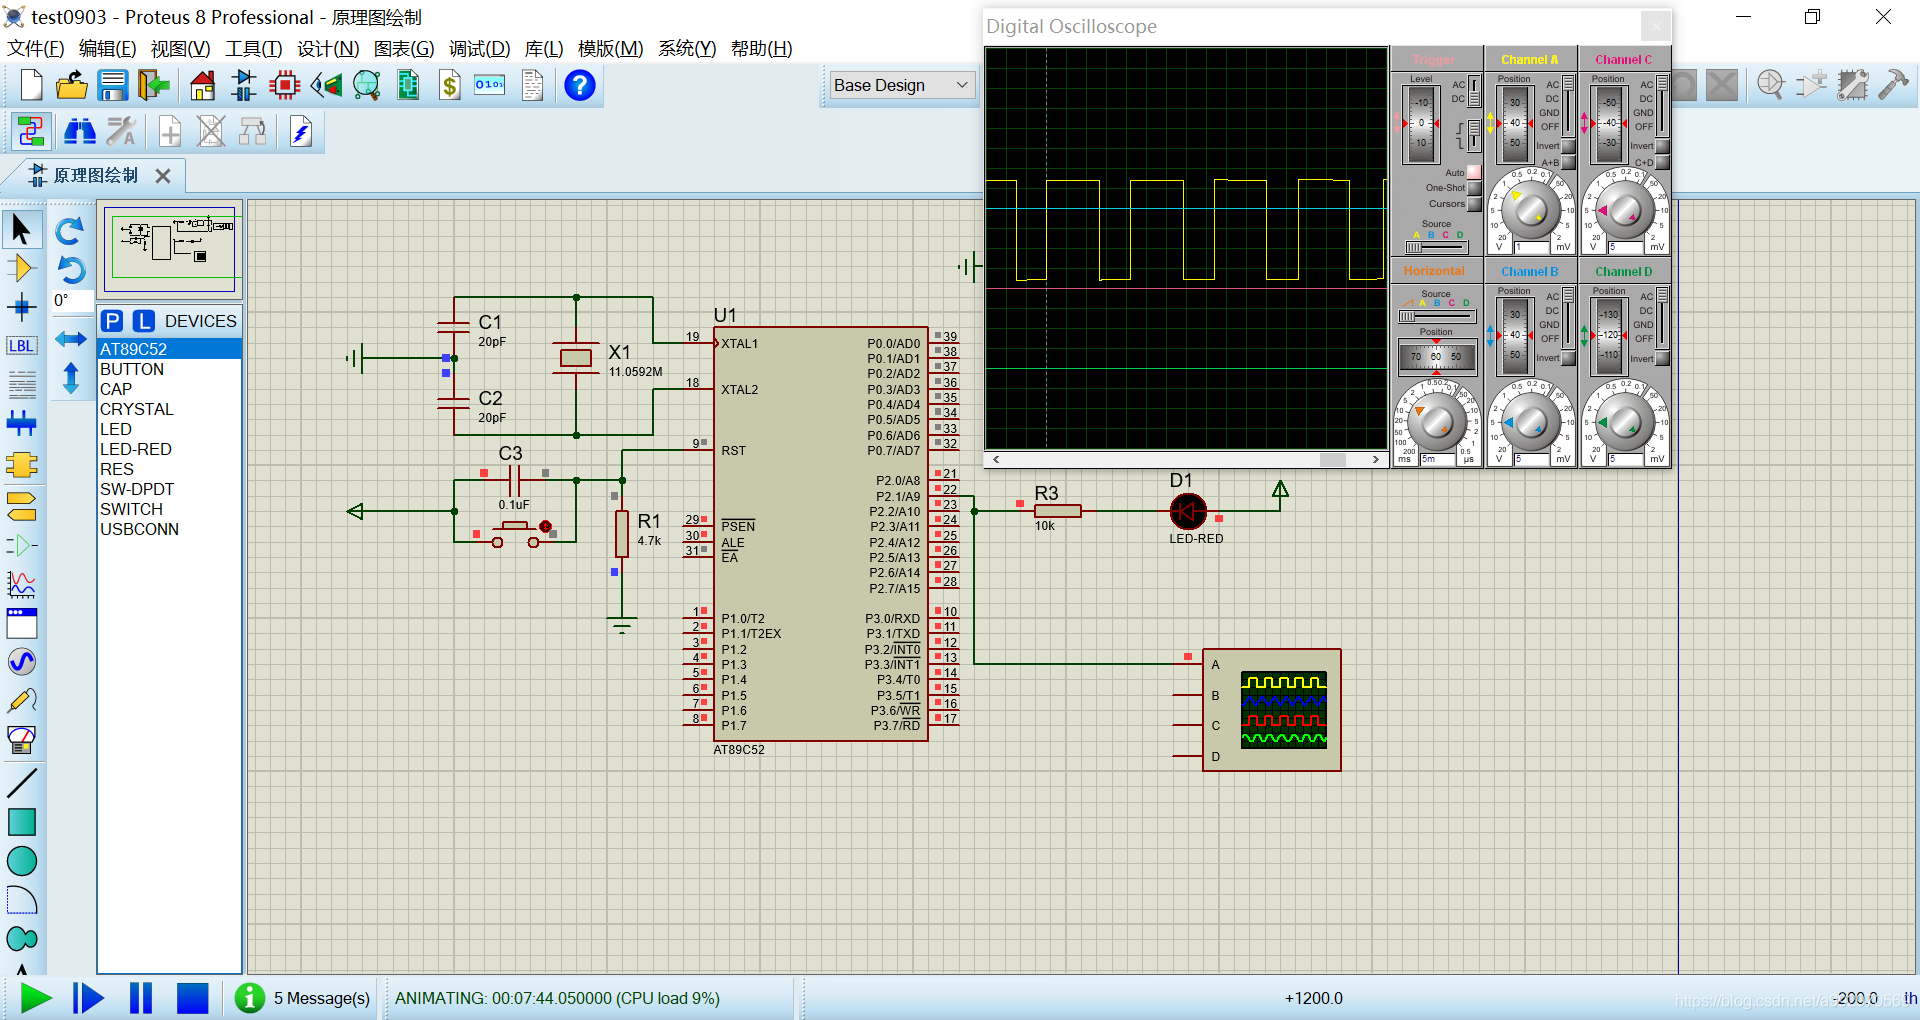 test0903 - Proteus 8 Professional - 原理图绘制
文件(F) 编辑(E) 视图(V) 工具(T) 设计(N) 图表(G) 调试(D) 库(L) 模版(M) 系统(Y) 帮助(H)
Base Design
原理图绘制
0°
LBL
P L DEVICES
AT89C52
BUTTON
CAP
CRYSTAL
LED
LED-RED
RES
SW-DPDT
SWITCH
USBCONN
C1
20pF
C2
20pF
X1
11.0592M
C3
0.1uF
R1
4.7k
U1
19 XTAL1
18 XTAL2
9 RST
29 PSEN
30 ALE
31 EA
1 P1.0/T2
2 P1.1/T2EX
3 P1.2
4 P1.3
5 P1.4
6 P1.5
7 P1.6
8 P1.7
P0.0/AD0 39
P0.1/AD1 38
P0.2/AD2 37
P0.3/AD3 36
P0.4/AD4 35
P0.5/AD5 34
P0.6/AD6 33
P0.7/AD7 32
P2.0/A8 21
P2.1/A9 22
P2.2/A10 23
P2.3/A11 24
P2.4/A12 25
P2.5/A13 26
P2.6/A14 27
P2.7/A15 28
P3.0/RXD 10
P3.1/TXD 11
P3.2/INT0 12
P3.3/INT1 13
P3.4/T0 14
P3.5/T1 15
P3.6/WR 16
P3.7/RD 17
AT89C52
R3
10k
D1
LED-RED
A
B
C
D
Digital Oscilloscope
Trigger
Level
AC
DC
-10
0
10
Auto
One-Shot
Cursors
Source
A B C D
Channel A
Position
AC
DC
GND
OFF
Invert
A+B
30
40
50
V 1 mV
Channel C
Position
AC
DC
GND
OFF
Invert
C+D
-50
-40
-30
V 5 mV
Horizontal
Source
A B C D
Position
70 60 50
ms 5m µs
Channel B
Position
AC
DC
GND
OFF
Invert
30
40
50
V 5 mV
Channel D
Position
AC
DC
GND
OFF
Invert
-130
-120
-110
V 5 mV
5 Message(s)
ANIMATING: 00:07:44.050000 (CPU load 9%)
+1200.0
-200.0
th